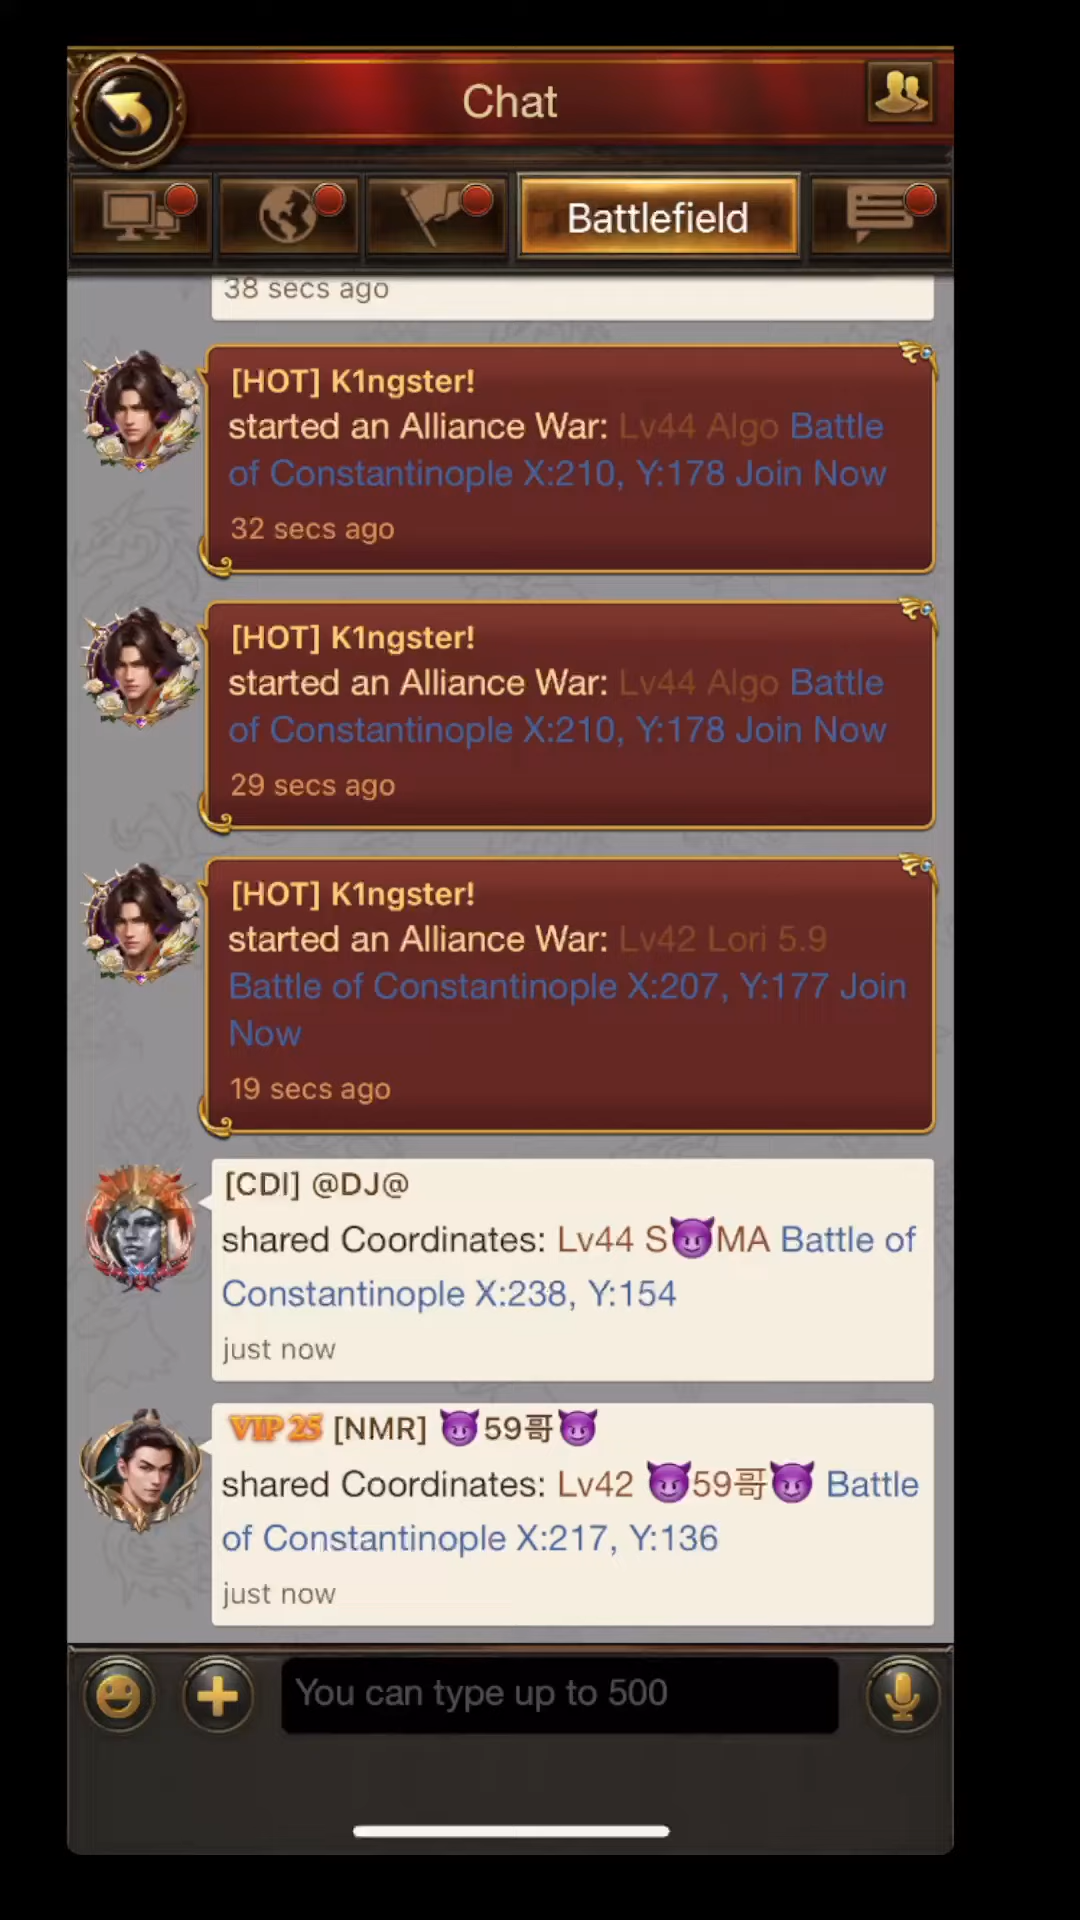 Chat
Battlefield
38 secs ago
[HOT] K1ngster!
started an Alliance War: Lv44 Algo Battle
of Constantinople X:210, Y:178 Join Now
32 secs ago
[HOT] K1ngster!
started an Alliance War: Lv44 Algo Battle
of Constantinople X:210, Y:178 Join Now
29 secs ago
[HOT] K1ngster!
started an Alliance War: Lv42 Lori 5.9
Battle of Constantinople X:207, Y:177 Join
Now
19 secs ago
[CDI] @DJ@
shared Coordinates: Lv44 S😈MA Battle of
Constantinople X:238, Y:154
just now
VIP 25 [NMR] 😈59哥😈
shared Coordinates: Lv42 😈59哥😈 Battle
of Constantinople X:217, Y:136
just now
You can type up to 500